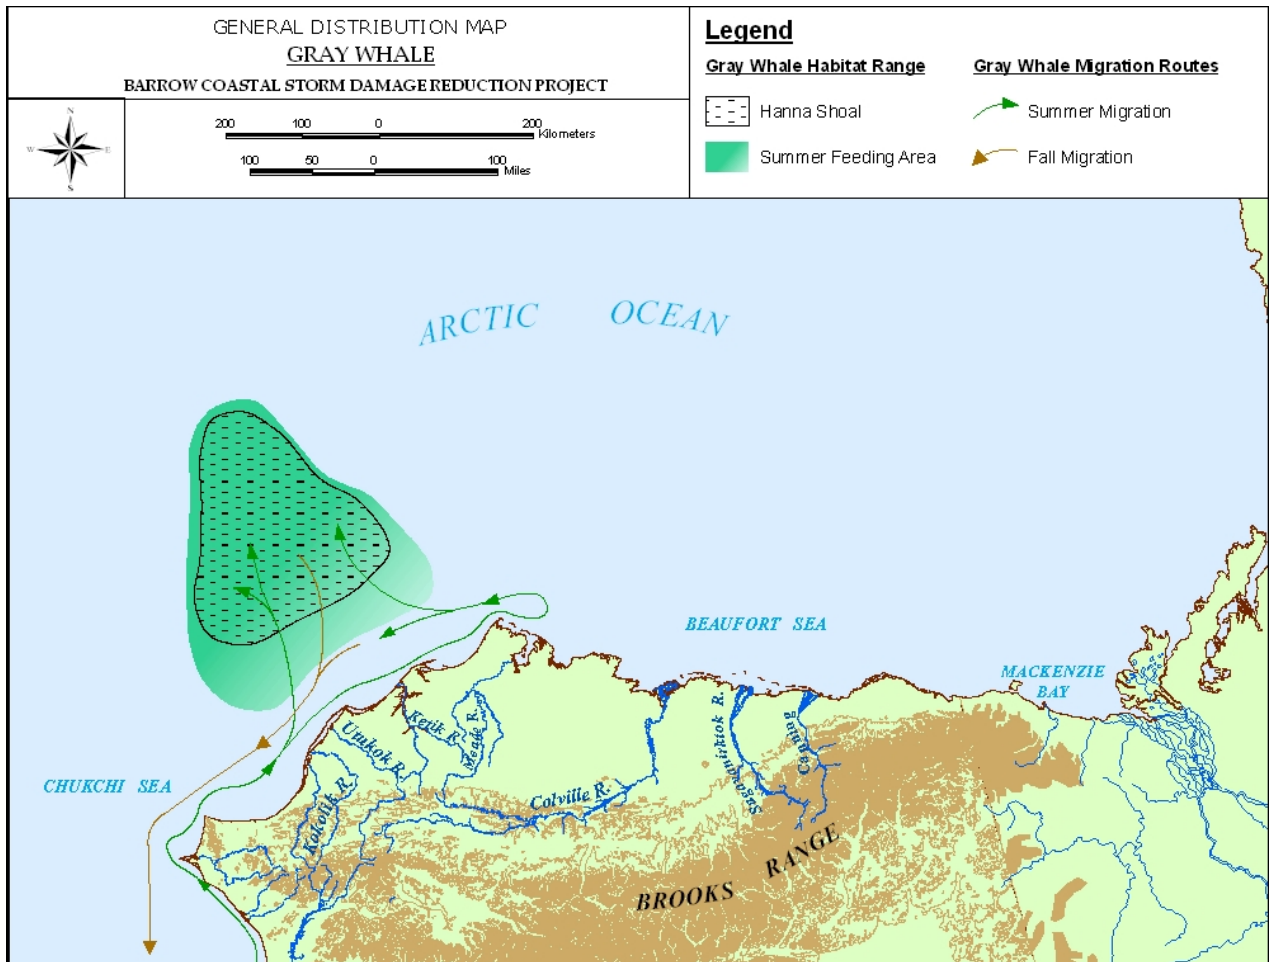 GENERAL DISTRIBUTION MAP
GRAY WHALE
BARROW COASTAL STORM DAMAGE REDUCTION PROJECT
N
W E
S
200 100 0 200
Kilometers
100 50 0 100
Miles
Legend
Gray Whale Habitat Range
Hanna Shoal
Summer Feeding Area
Gray Whale Migration Routes
Summer Migration
Fall Migration
ARCTIC OCEAN
BEAUFORT SEA
MACKENZIE
BAY
CHUKCHI SEA
Ketik R.
Meade R.
Utukok R.
Kokolik R.
Colville R.
Canning
BROOKS RANGE